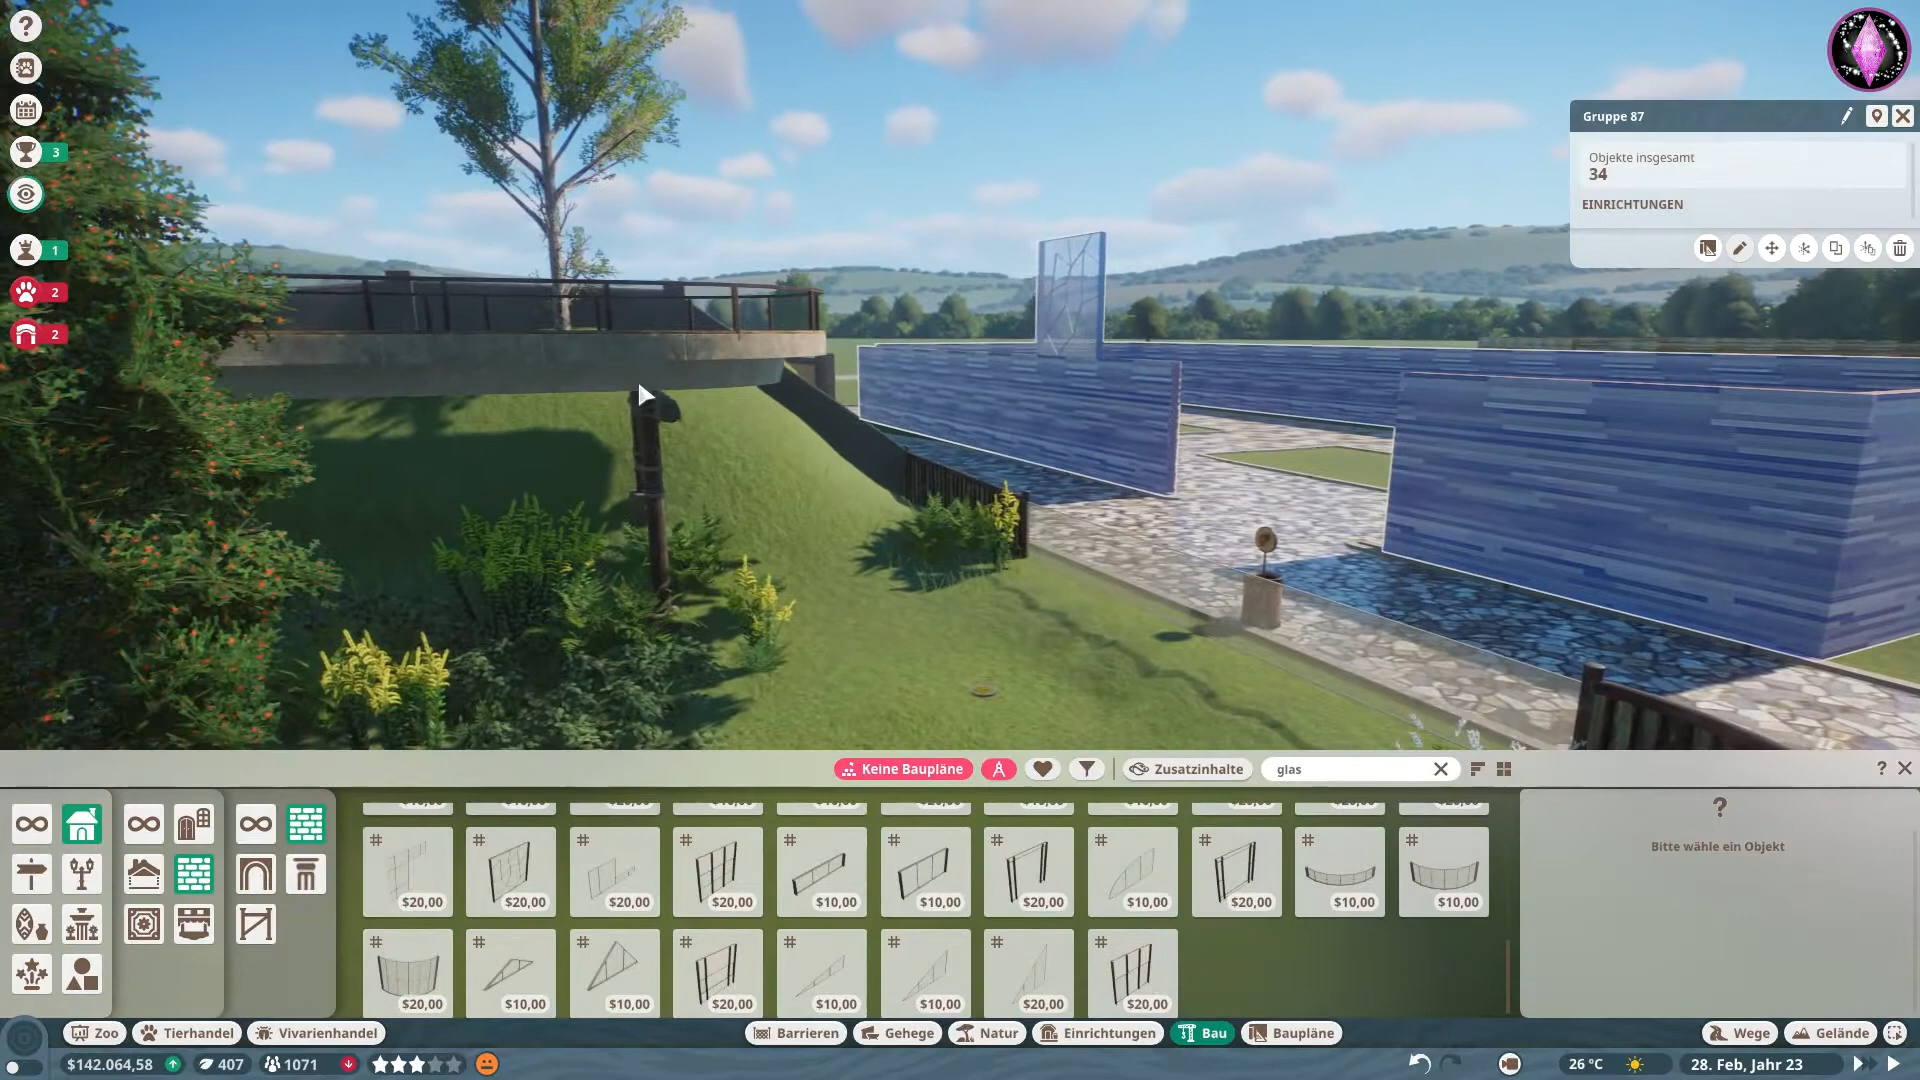 3
1
2
2
Gruppe 87
Objekte insgesamt
34
EINRICHTUNGEN
Keine Baupläne
Zusatzinhalte
glas
$20,00 $20,00 $20,00 $20,00 $10,00 $10,00 $20,00 $10,00 $20,00 $10,00 $10,00
$20,00 $10,00 $10,00 $20,00 $10,00 $10,00 $20,00 $20,00
?
Bitte wähle ein Objekt
Zoo Tierhandel Vivarienhandel Barrieren Gehege Natur Einrichtungen Bau Baupläne Wege Gelände
$142.064,58 407 1071 26 °C 28. Feb, Jahr 23